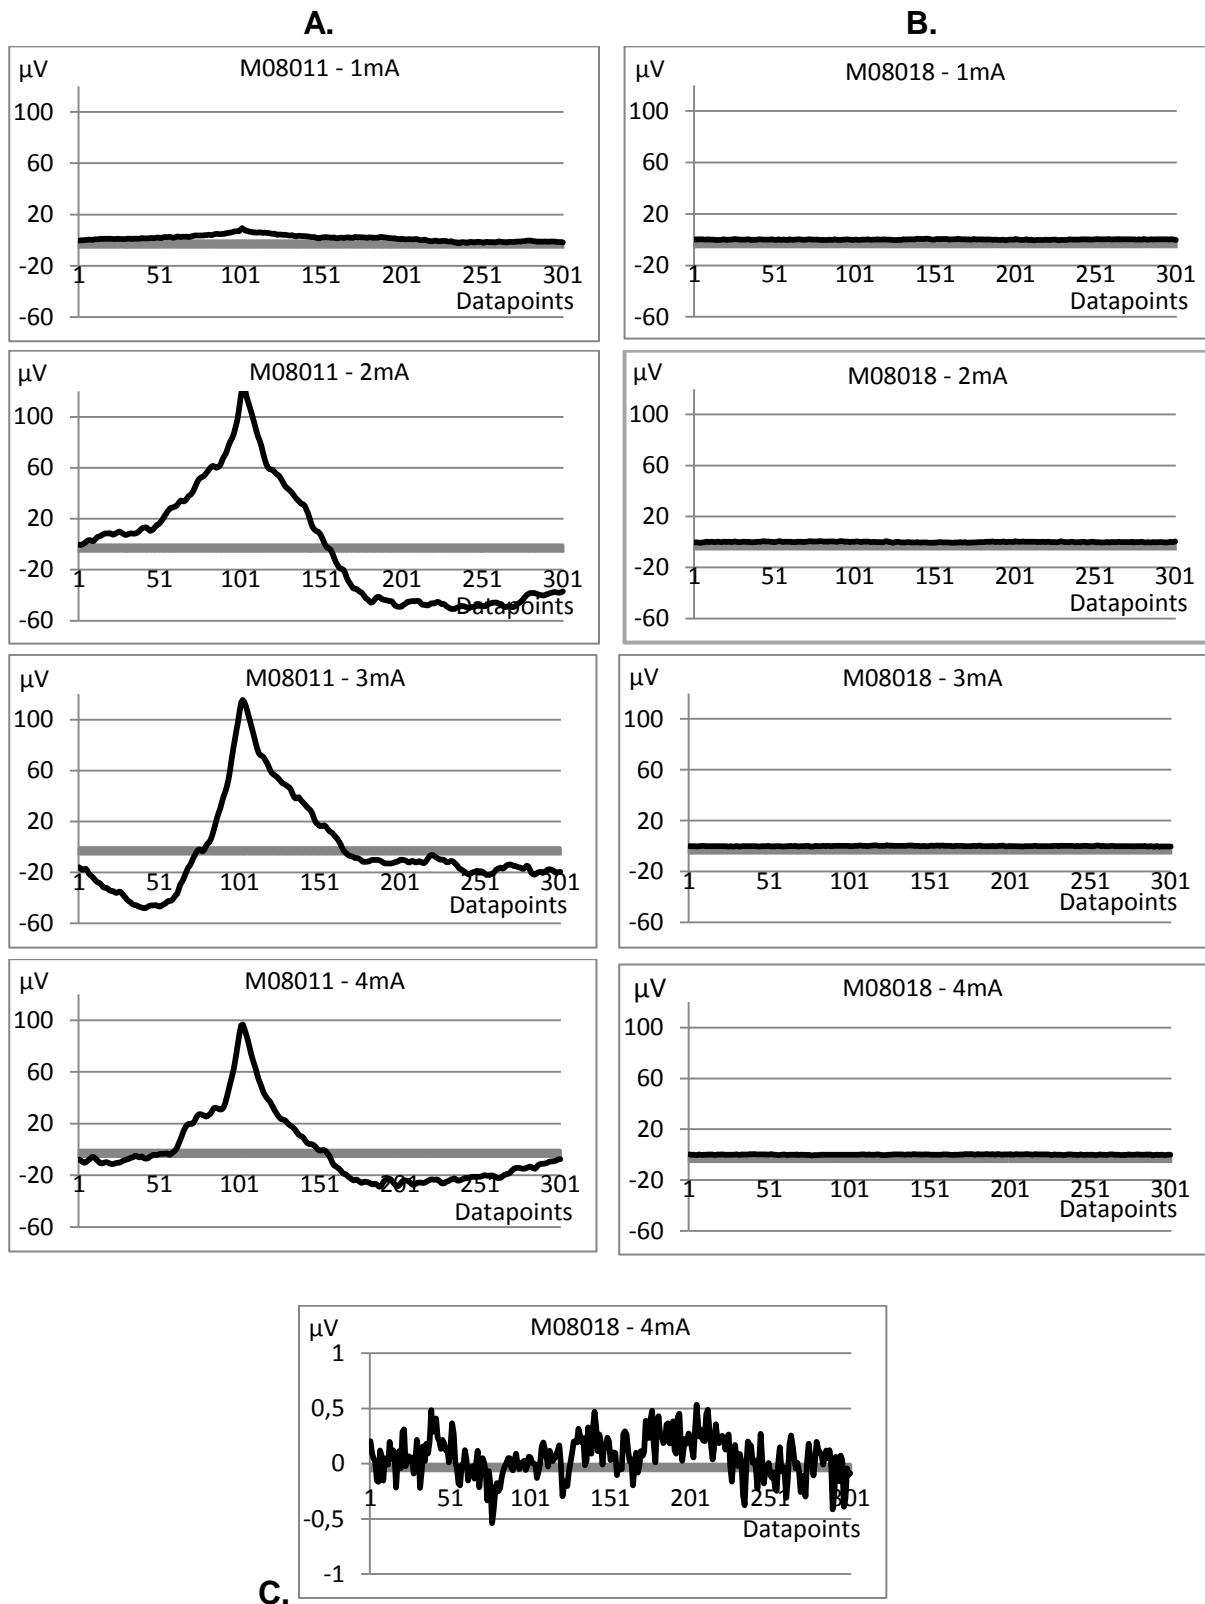 A.
B.
µV
M08011 - 1mA
100
60
20
-20
-60
1 51 101 151 201 251 301
Datapoints
µV
M08018 - 1mA
100
60
20
-20
-60
1 51 101 151 201 251 301
Datapoints
µV
M08011 - 2mA
100
60
20
-20
-60
1 51 101 151 201 251 301
Datapoints
µV
M08018 - 2mA
100
60
20
-20
-60
1 51 101 151 201 251 301
Datapoints
µV
M08011 - 3mA
100
60
20
-20
-60
1 51 101 151 201 251 301
Datapoints
µV
M08018 - 3mA
100
60
20
-20
-60
1 51 101 151 201 251 301
Datapoints
µV
M08011 - 4mA
100
60
20
-20
-60
1 51 101 151 201 251 301
Datapoints
µV
M08018 - 4mA
100
60
20
-20
-60
1 51 101 151 201 251 301
Datapoints
µV
M08018 - 4mA
1
0,5
0
-0,5
-1
1 51 101 151 201 251 301
Datapoints
C.